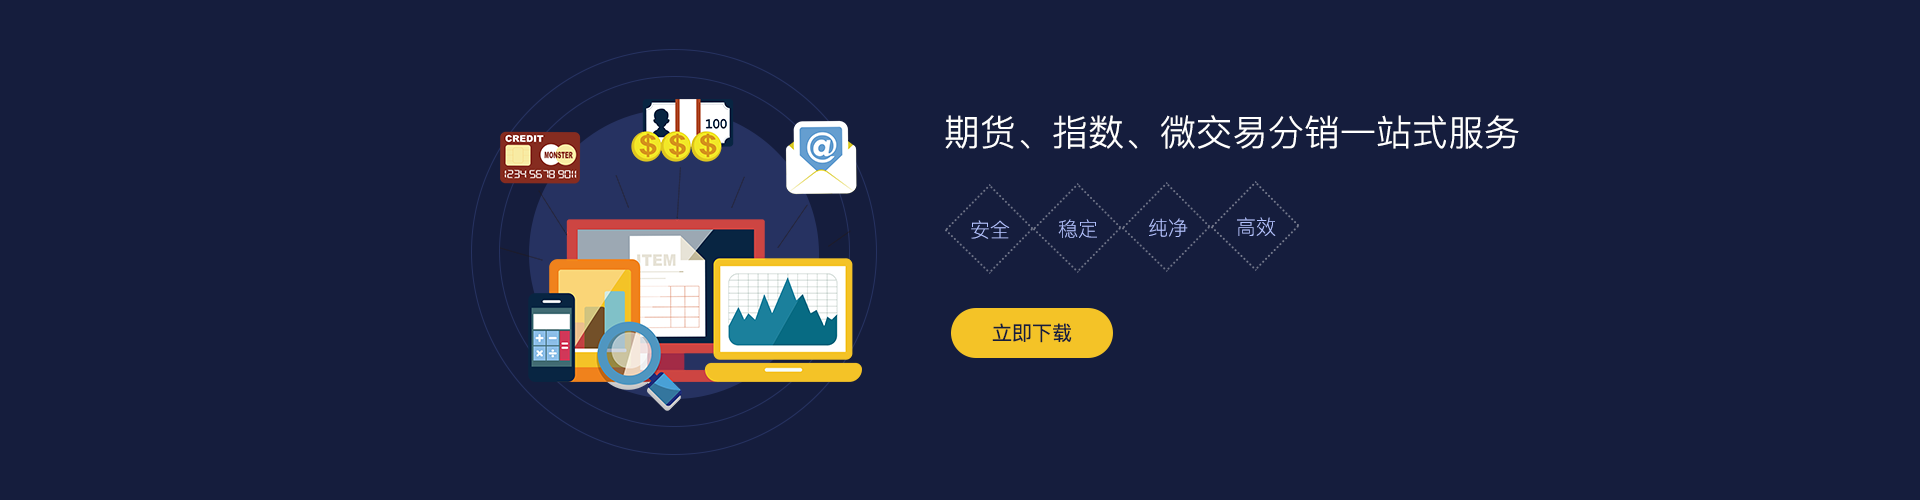 期货、指数、微交易分销一站式服务
安全 稳定 纯净 高效
立即下载
CREDIT
MONSTER
1234 5678 9011
100
$ $ $
@
ITEM